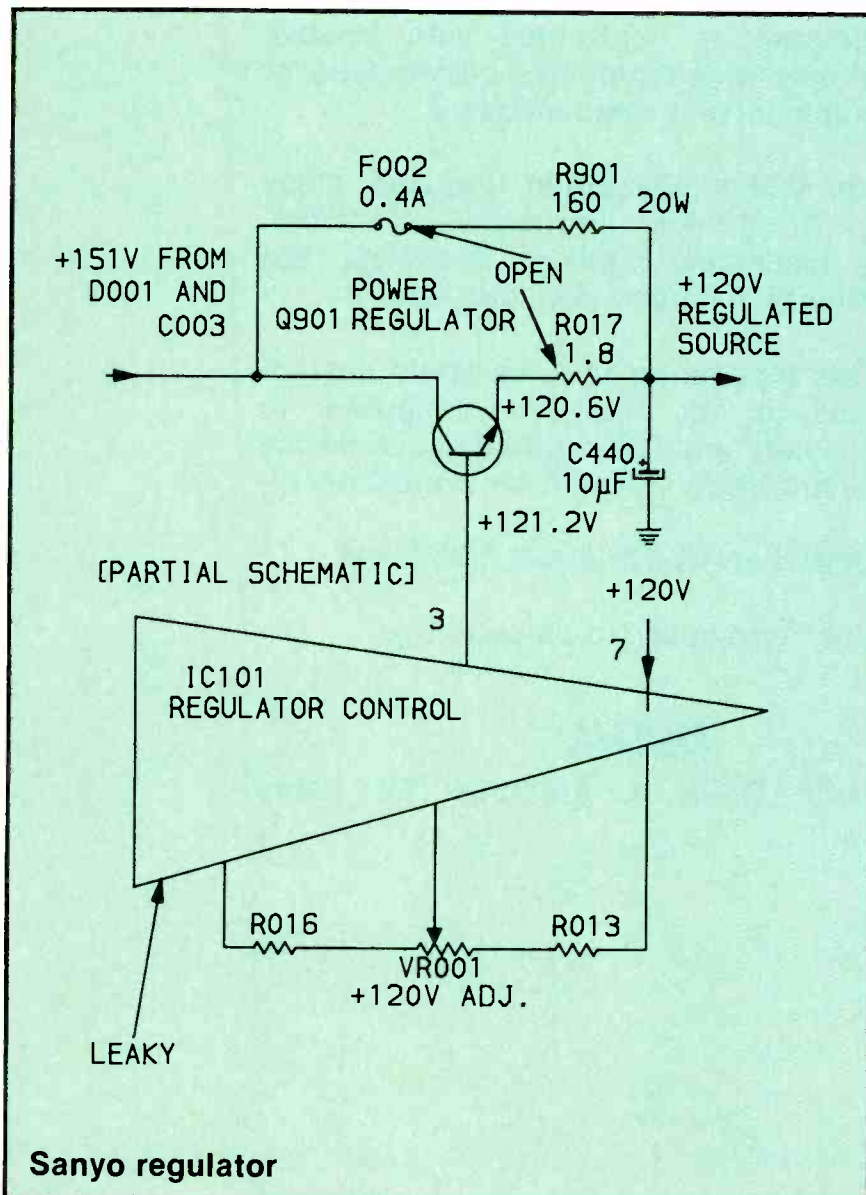 F002
0.4A
R901
160 20W
+151V FROM
D001 AND
C003
OPEN
POWER
Q901 REGULATOR
R017
1.8
+120V
REGULATED
SOURCE
+120.6V
C440
+
10µF
+121.2V
[PARTIAL SCHEMATIC]
+120V
3
7
IC101
REGULATOR CONTROL
R016
R013
VR001
+120V ADJ.
LEAKY
Sanyo regulator